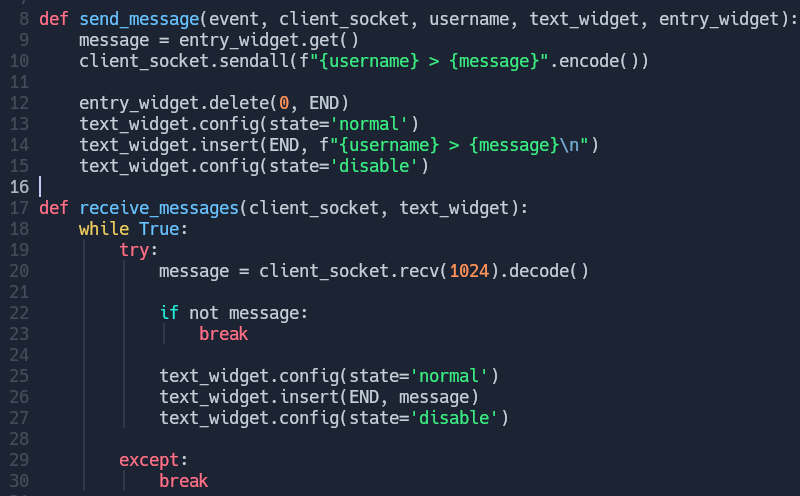 8 def send_message(event, client_socket, username, text_widget, entry_widget):
9     message = entry_widget.get()
10     client_socket.sendall(f"{username} > {message}".encode())
11
12     entry_widget.delete(0, END)
13     text_widget.config(state='normal')
14     text_widget.insert(END, f"{username} > {message}\n")
15     text_widget.config(state='disable')
16
17 def receive_messages(client_socket, text_widget):
18     while True:
19         try:
20             message = client_socket.recv(1024).decode()
21
22             if not message:
23                 break
24
25             text_widget.config(state='normal')
26             text_widget.insert(END, message)
27             text_widget.config(state='disable')
28
29         except:
30             break